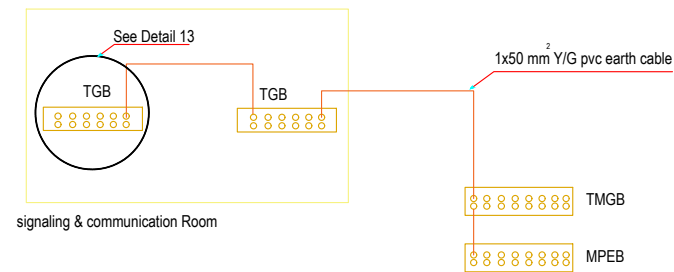 See Detail 13
1x50 mm² Y/G pvc earth cable
TGB
TGB
TMGB
signaling & communication Room
MPEB